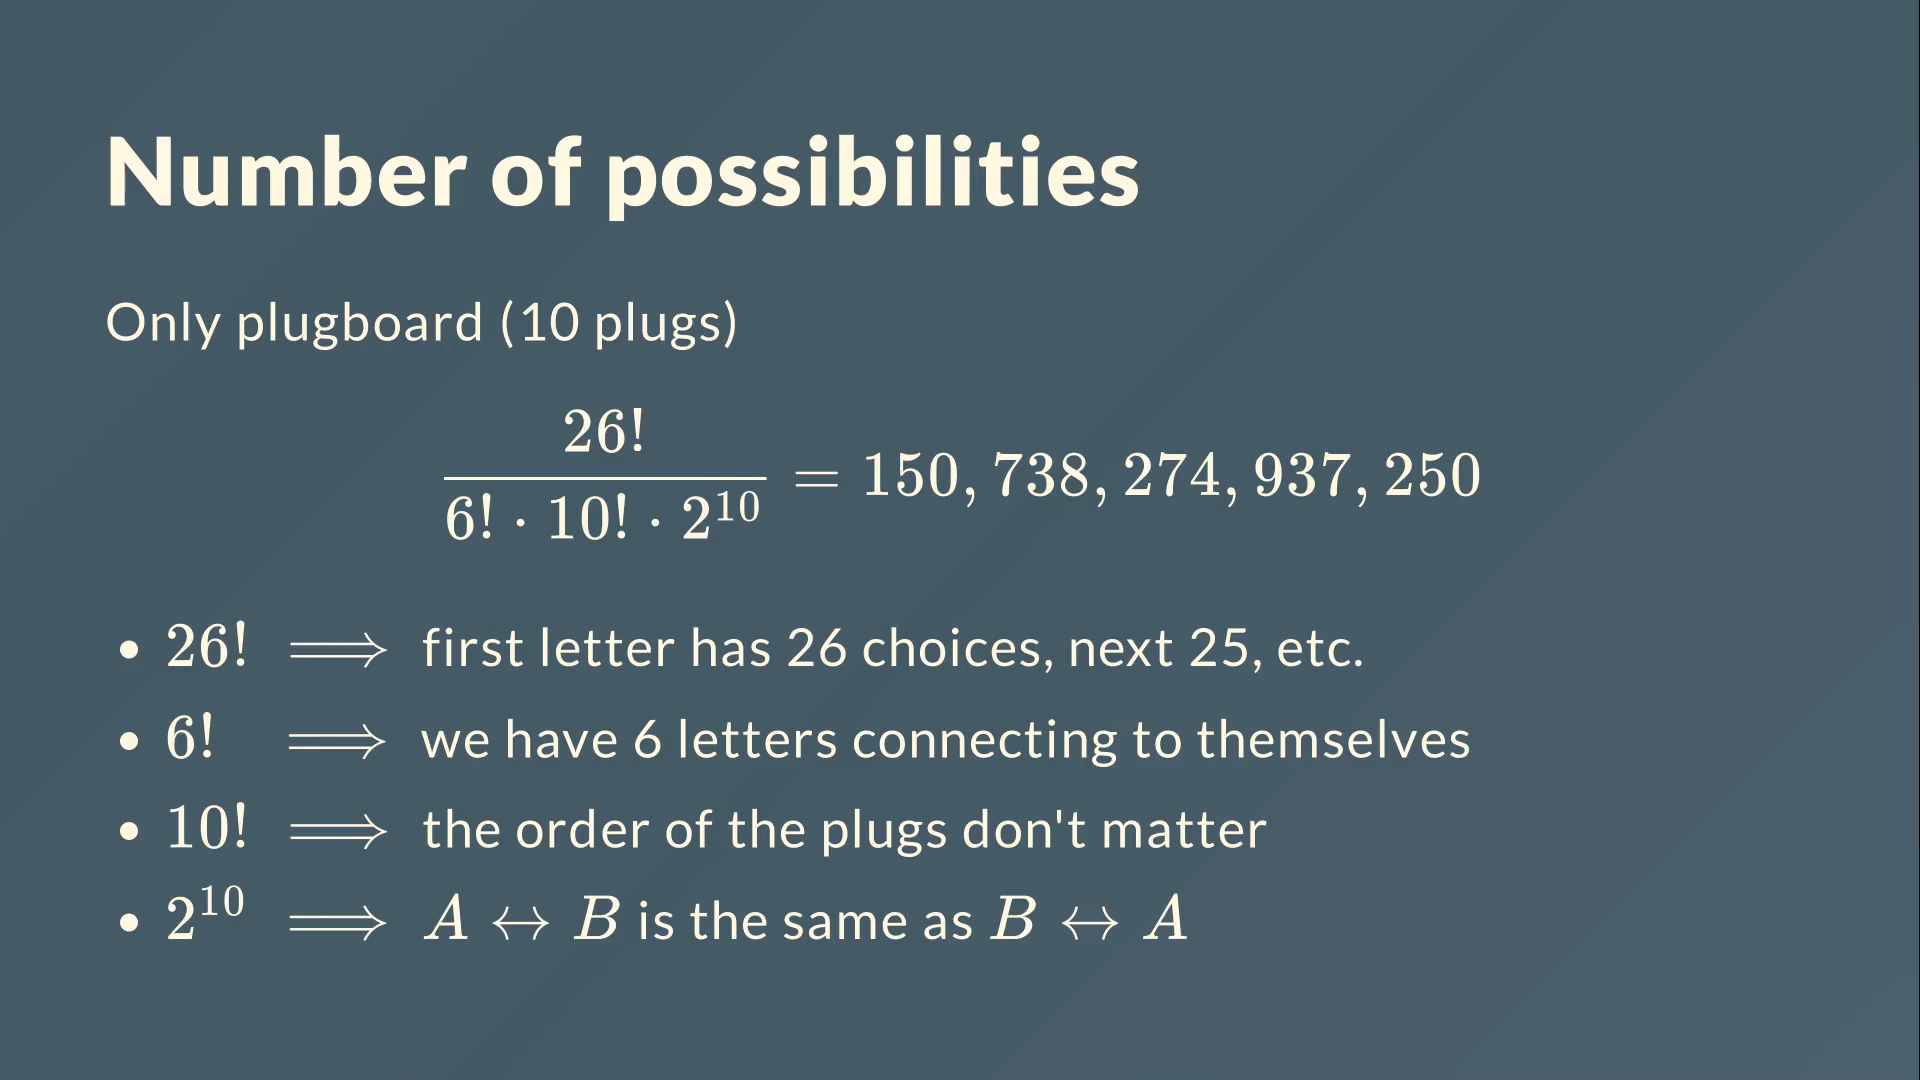 Number of possibilities
Only plugboard (10 plugs)
26!
6! · 10! · 2^10
= 150, 738, 274, 937, 250
• 26! ⟹ first letter has 26 choices, next 25, etc.
• 6! ⟹ we have 6 letters connecting to themselves
• 10! ⟹ the order of the plugs don't matter
• 2^10 ⟹ A ↔ B is the same as B ↔ A